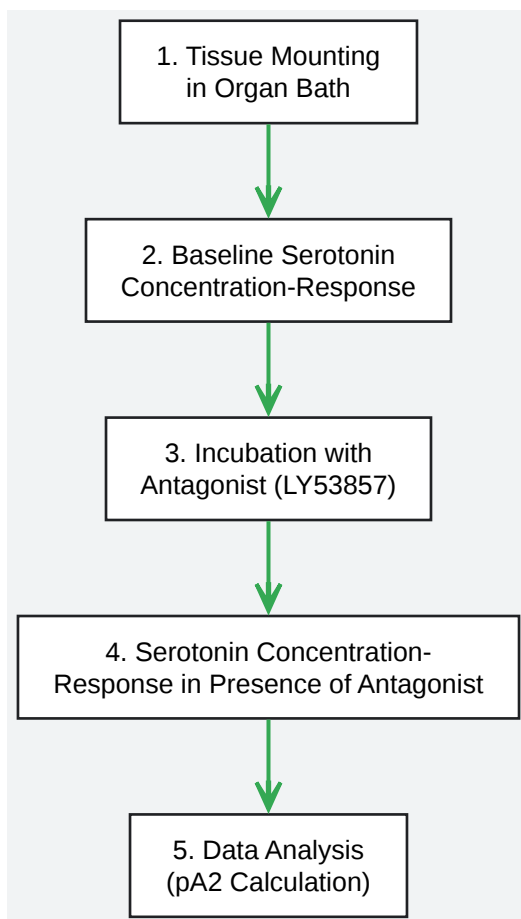 1. Tissue Mounting
in Organ Bath
2. Baseline Serotonin
Concentration-Response
3. Incubation with
Antagonist (LY53857)
4. Serotonin Concentration-
Response in Presence of Antagonist
5. Data Analysis
(pA2 Calculation)